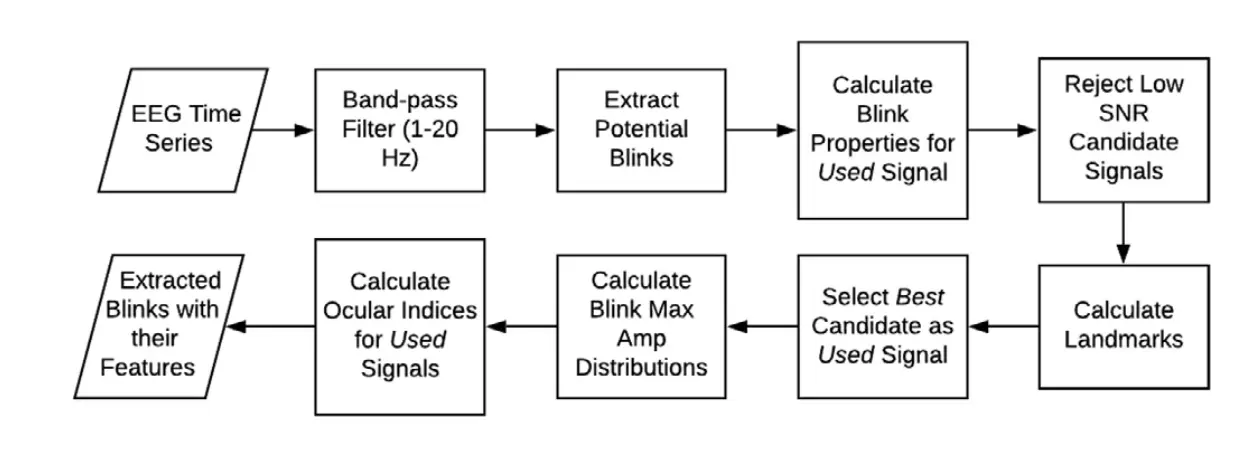 EEG Time
Series
Band-pass
Filter (1-20
Hz)
Extract
Potential
Blinks
Calculate
Blink
Properties for
Used Signal
Reject Low
SNR
Candidate
Signals
Calculate
Landmarks
Select Best
Candidate as
Used Signal
Calculate
Blink Max
Amp
Distributions
Calculate
Ocular Indices
for Used
Signals
Extracted
Blinks with
their
Features